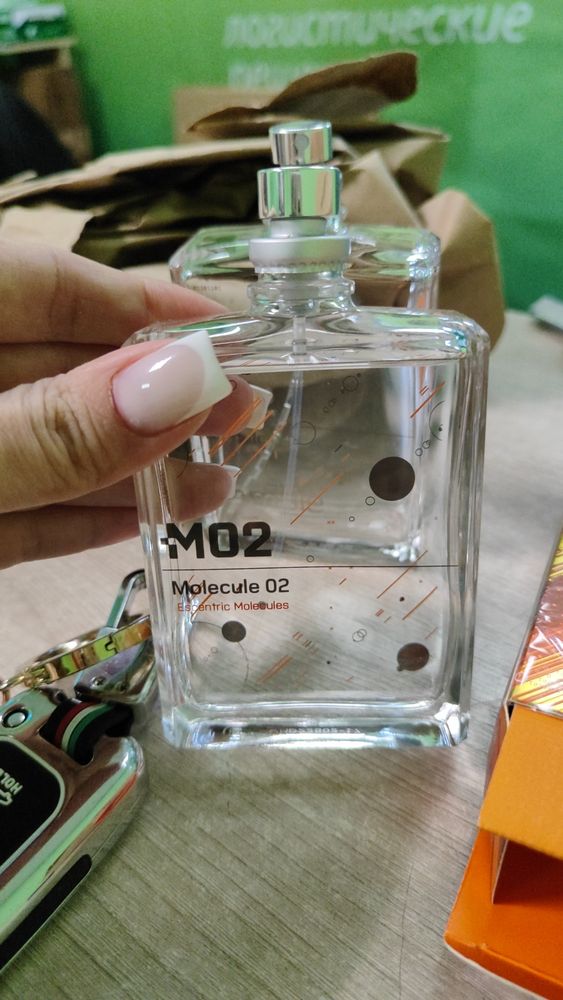 логистические
M02
Molecule 02
Escentric Molecules